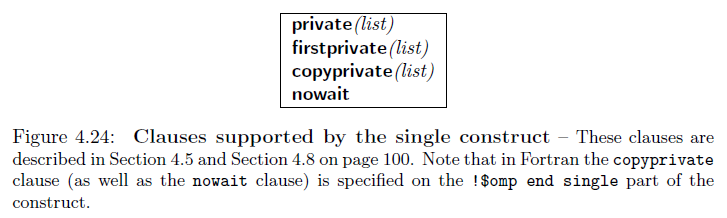 private(list)
firstprivate(list)
copyprivate(list)
nowait
Figure 4.24: Clauses supported by the single construct – These clauses are
described in Section 4.5 and Section 4.8 on page 100. Note that in Fortran the copyprivate
clause (as well as the nowait clause) is specified on the !$omp end single part of the
construct.